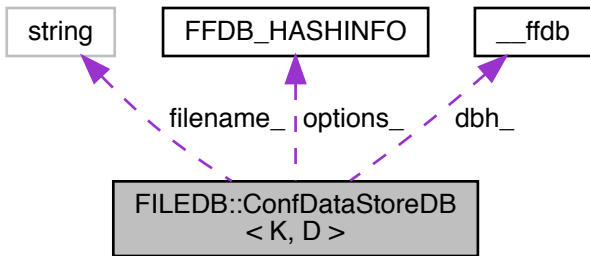 string
FFDB_HASHINFO
__ffdb
filename_
options_
dbh_
FILEDB::ConfDataStoreDB
< K, D >